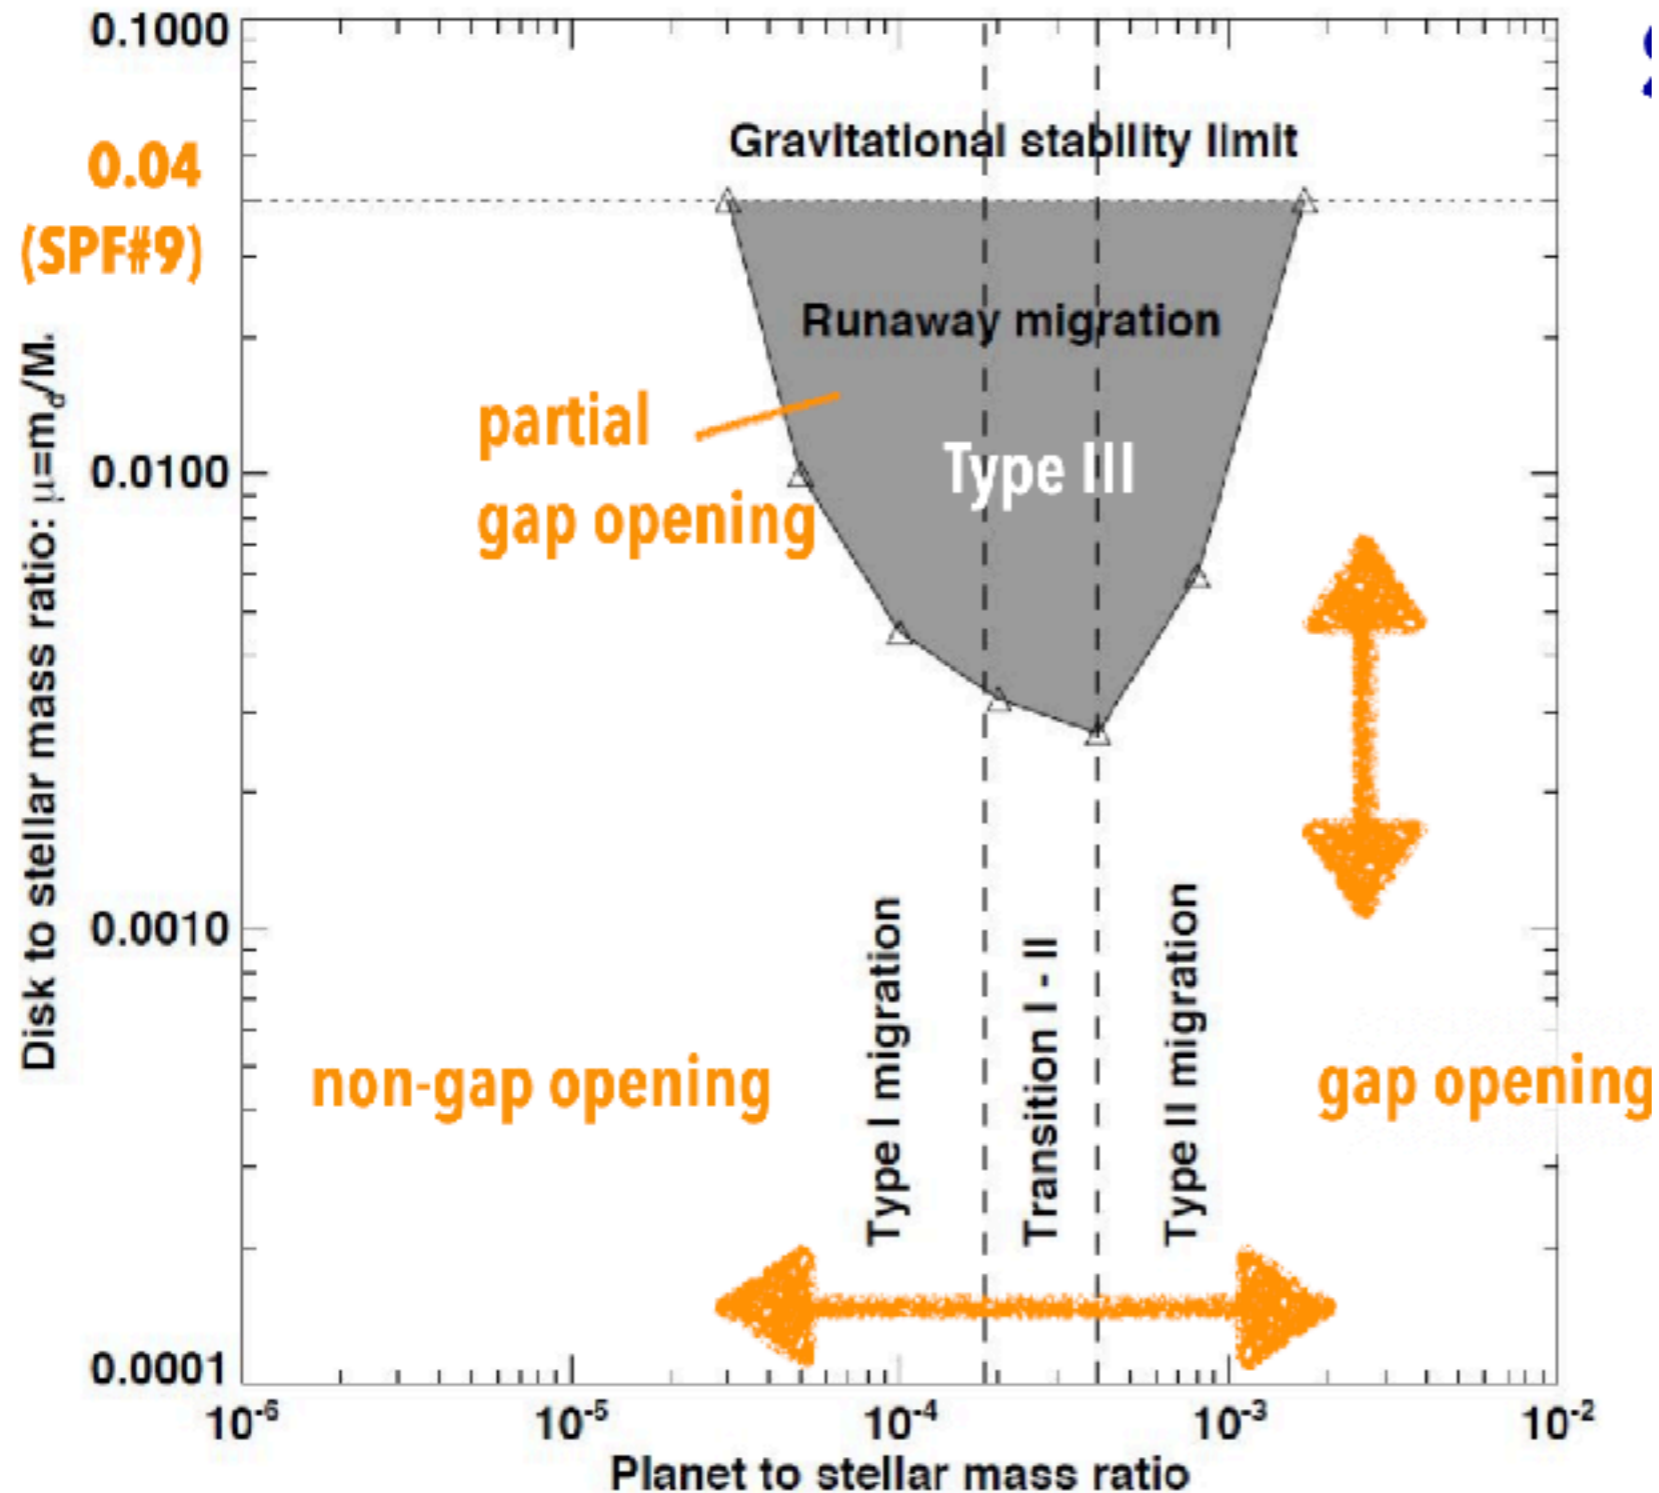 0.1000
0.04
(SPF#9)
0.0100
0.0010
0.0001
Disk to stellar mass ratio: μ=m_d/M.
Gravitational stability limit
Runaway migration
partial
gap opening
Type III
non-gap opening
Type I migration
Transition I - II
Type II migration
gap opening
10⁻⁶
10⁻⁵
10⁻⁴
10⁻³
10⁻²
Planet to stellar mass ratio